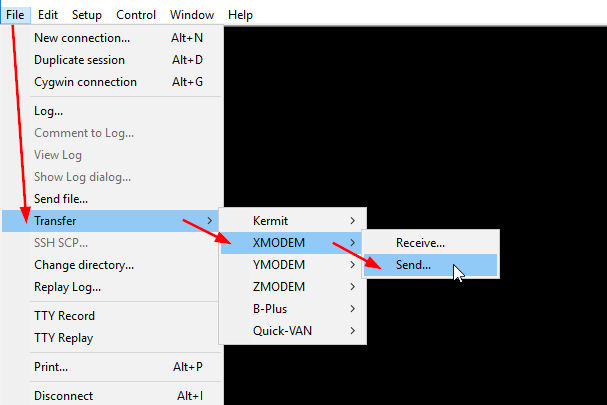 File Edit Setup Control Window Help
New connection... Alt+N
Duplicate session Alt+D
Cygwin connection Alt+G
Log...
Comment to Log...
View Log
Show Log dialog...
Send file...
Transfer
SSH SCP...
Change directory...
Replay Log...
TTY Record
TTY Replay
Print... Alt+P
Disconnect Alt+I
Kermit
XMODEM
YMODEM
ZMODEM
B-Plus
Quick-VAN
Receive...
Send...